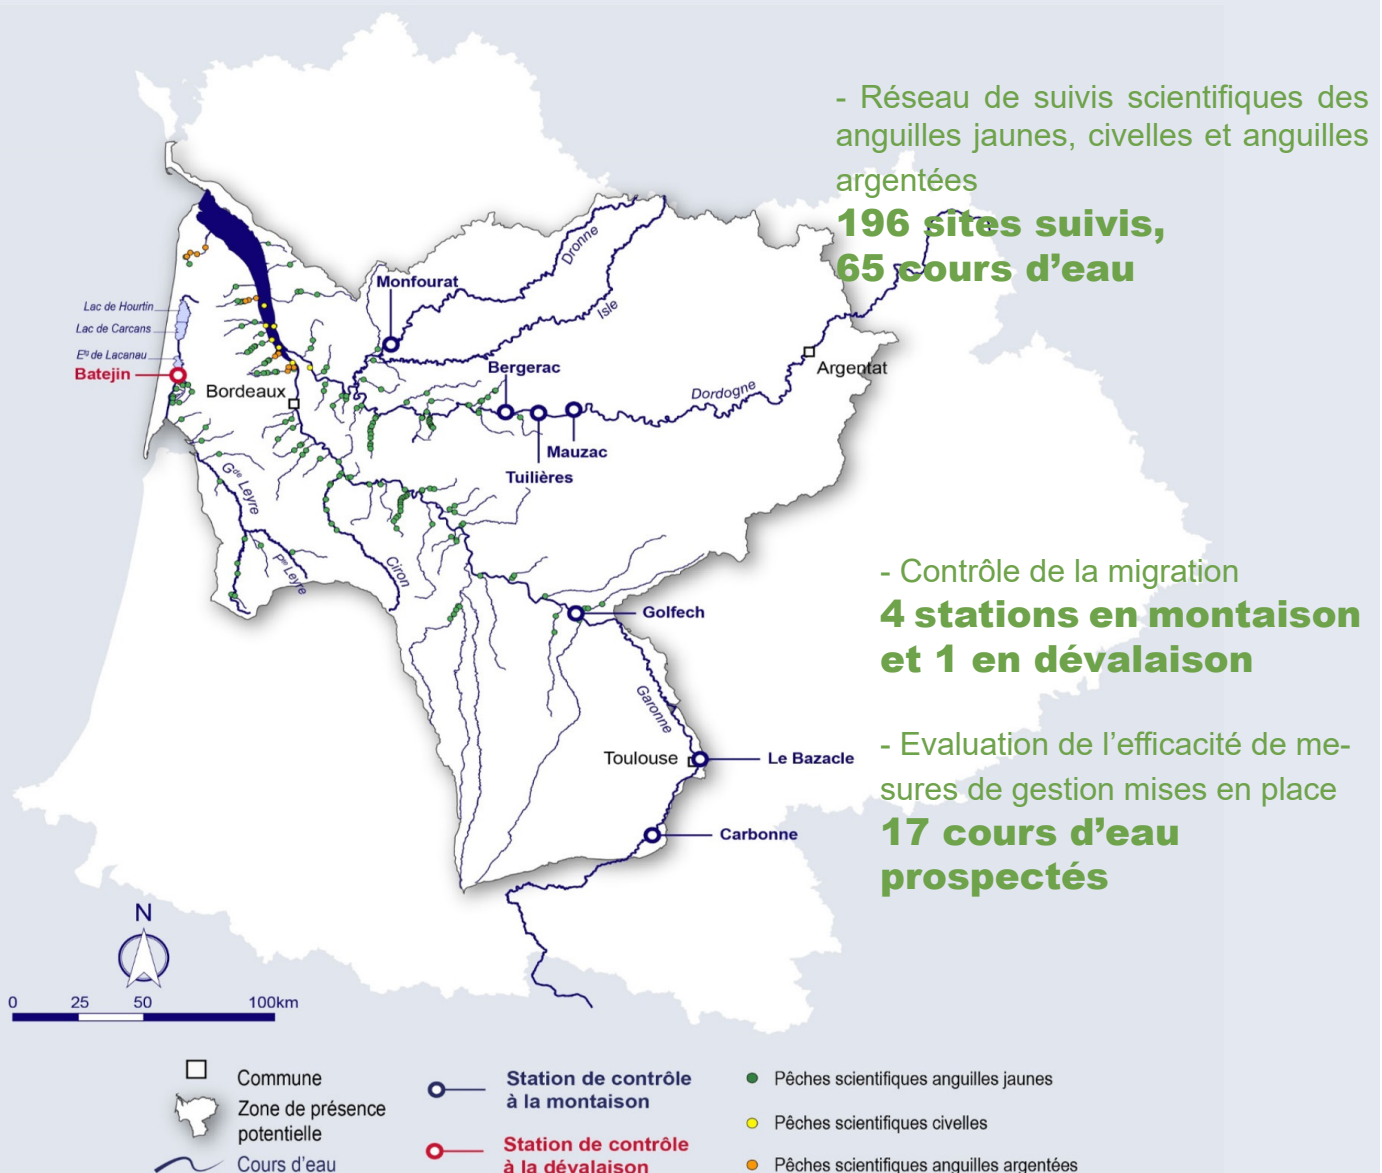 - Réseau de suivis scientifiques des
anguilles jaunes, civelles et anguilles
argentées
196 sites suivis,
65 cours d’eau
Dronne
Monfourat
Isle
Lac de Hourtin
Lac de Carcans
Eᵗᵍ de Lacanau
Batejin
Bordeaux
Bergerac
Argentat
Dordogne
Mauzac
Tuilières
Gᵈᵉ Leyre
Pᵗᵉ Leyre
Ciron
- Contrôle de la migration
4 stations en montaison
et 1 en dévalaison
Golfech
Garonne
Toulouse
Le Bazacle
- Evaluation de l’efficacité de me-
sures de gestion mises en place
17 cours d’eau
prospectés
Carbonne
N
0 25 50 100km
Commune
Zone de présence
potentielle
Cours d'eau
Station de contrôle
à la montaison
Station de contrôle
à la dévalaison
Pêches scientifiques anguilles jaunes
Pêches scientifiques civelles
Pêches scientifiques anguilles argentées